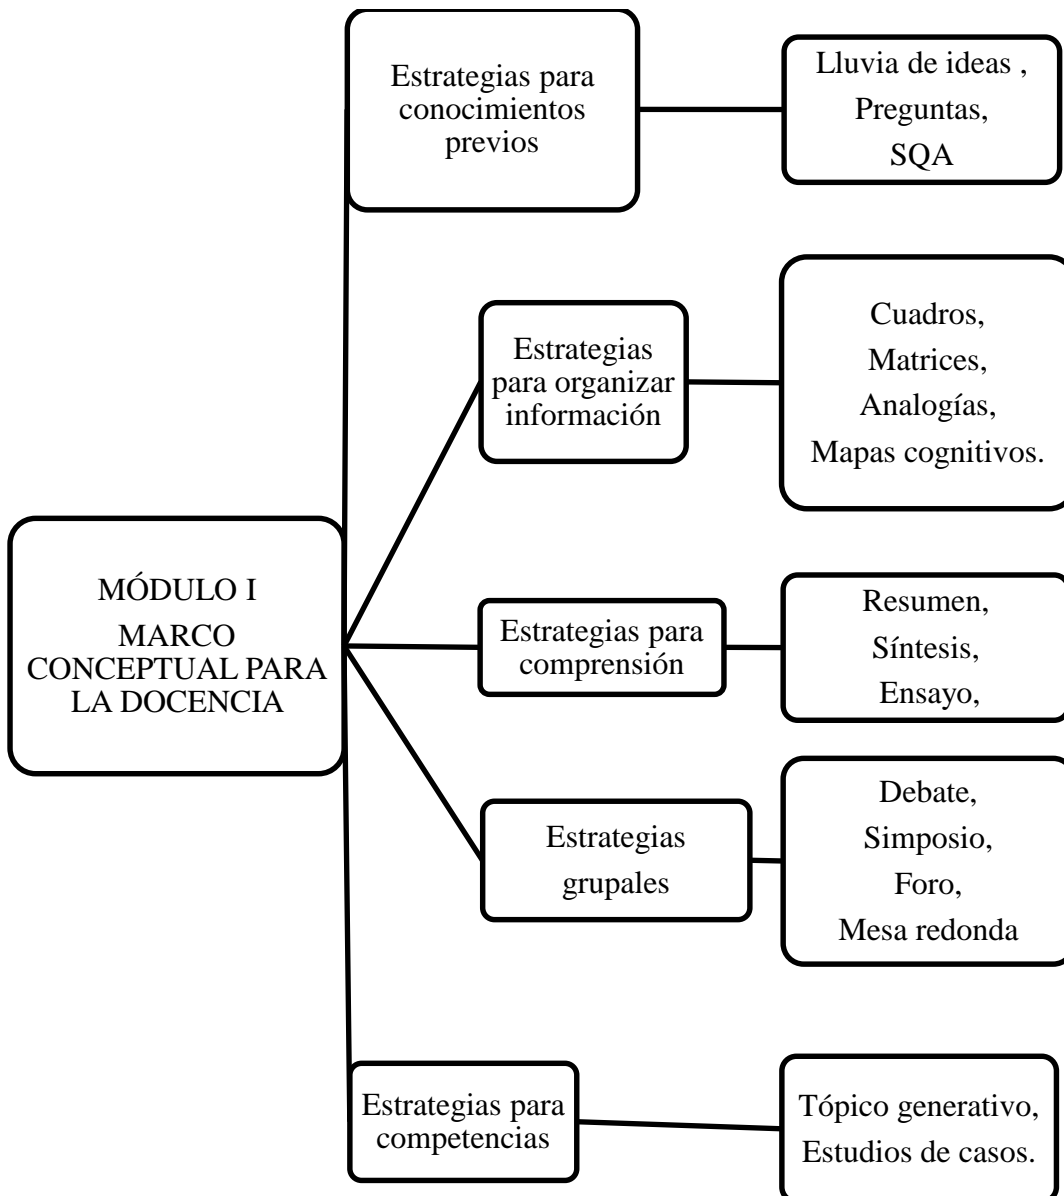 Estrategias para
conocimientos
previos
Lluvia de ideas ,
Preguntas,
SQA
Estrategias
para organizar
información
Cuadros,
Matrices,
Analogías,
Mapas cognitivos.
MÓDULO I
MARCO
CONCEPTUAL PARA
LA DOCENCIA
Estrategias para
comprensión
Resumen,
Síntesis,
Ensayo,
Estrategias
grupales
Debate,
Simposio,
Foro,
Mesa redonda
Estrategias para
competencias
Tópico generativo,
Estudios de casos.